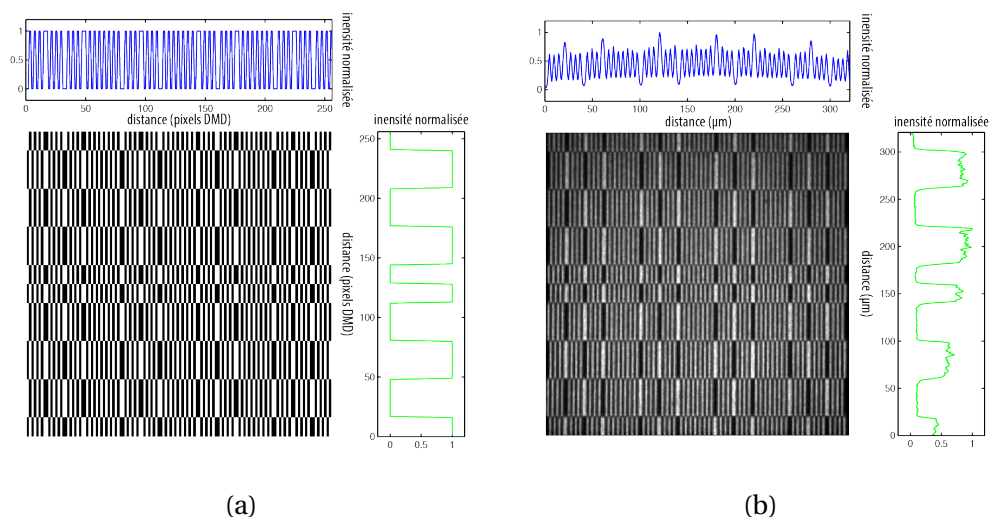 1
0.5
0
inensité normalisée
0 50 100 150 200 250
distance (pixels DMD)
inensité normalisée
250
200
150
100
50
0
distance (pixels DMD)
0 0.5 1
(a)
1
0.5
0
inensité normalisée
0 50 100 150 200 250 300
distance (µm)
inensité normalisée
300
250
200
150
100
50
0
distance (µm)
0 0.5 1
(b)